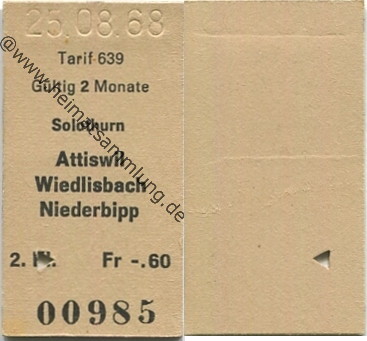 25.08.68
Tarif 639
Gültig 2 Monate
Solothurn
Attiswil
Wiedlisbach
Niederbipp
2. Kl. Fr -.60
00985
@www.heimatsammlung.de